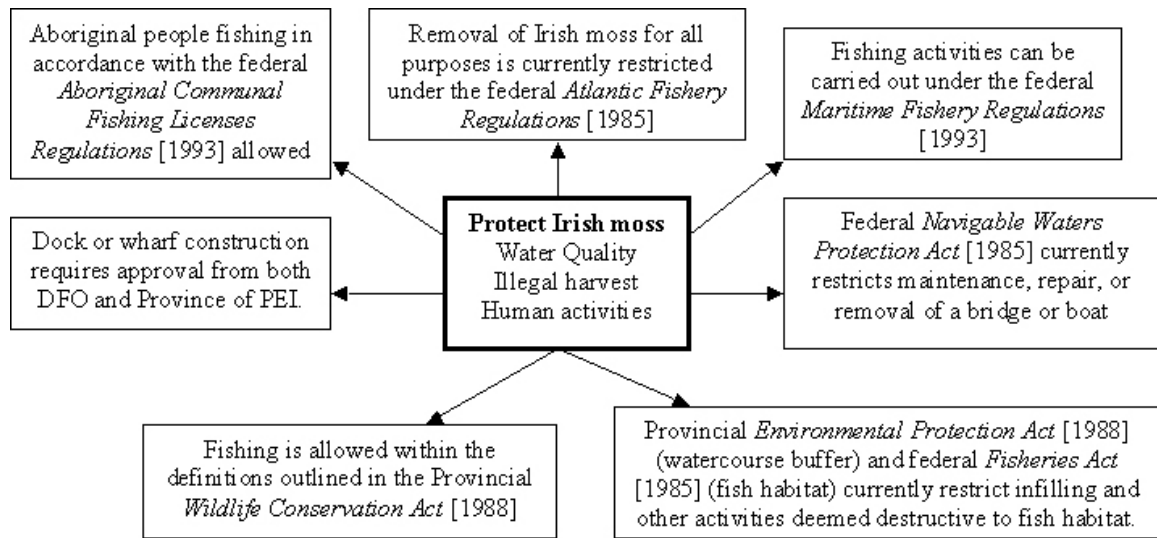 Aboriginal people fishing in
accordance with the federal
Aboriginal Communal
Fishing Licenses
Regulations [1993] allowed
Removal of Irish moss for all
purposes is currently restricted
under the federal Atlantic Fishery
Regulations [1985]
Fishing activities can be
carried out under the federal
Maritime Fishery Regulations
[1993]
Protect Irish moss
Water Quality
Illegal harvest
Human activities
Dock or wharf construction
requires approval from both
DFO and Province of PEI.
Federal Navigable Waters
Protection Act [1985] currently
restricts maintenance, repair, or
removal of a bridge or boat
Fishing is allowed within the
definitions outlined in the Provincial
Wildlife Conservation Act [1988]
Provincial Environmental Protection Act [1988]
(watercourse buffer) and federal Fisheries Act
[1985] (fish habitat) currently restrict infilling and
other activities deemed destructive to fish habitat.